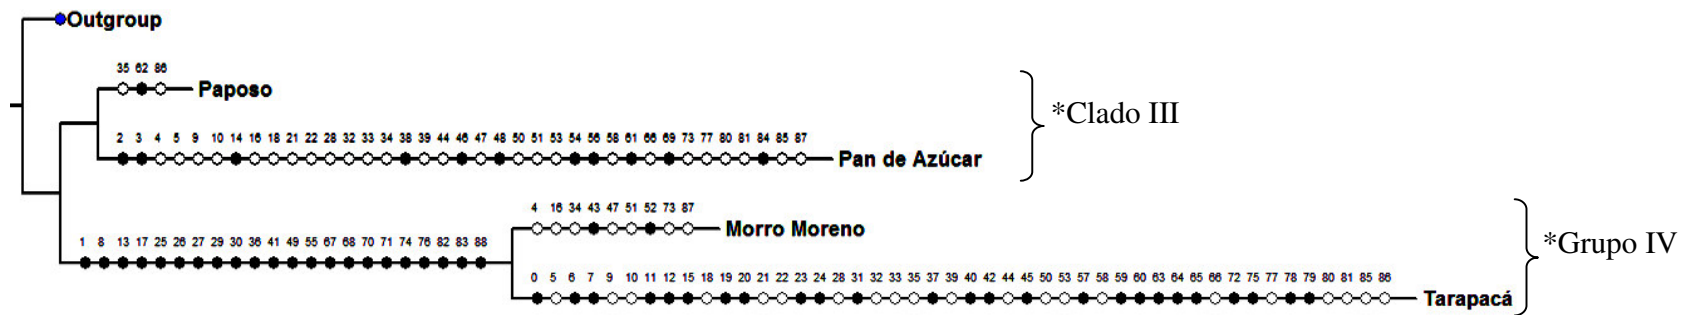 Outgroup
35 62 86
Paposo
*Clado III
2 3 4 5 9 10 14 16 18 21 22 28 32 33 34 38 39 44 46 47 48 50 51 53 54 56 58 61 66 69 73 77 80 81 84 85 87
Pan de Azúcar
4 16 34 43 47 51 52 73 87
Morro Moreno
*Grupo IV
1 8 13 17 25 26 27 29 30 36 41 49 55 67 68 70 71 74 76 82 83 88
0 5 6 7 9 10 11 12 15 18 19 20 21 22 23 24 28 31 32 33 35 37 39 40 42 44 45 50 53 57 58 59 60 63 64 65 66 72 75 77 78 79 80 81 85 86
Tarapacá